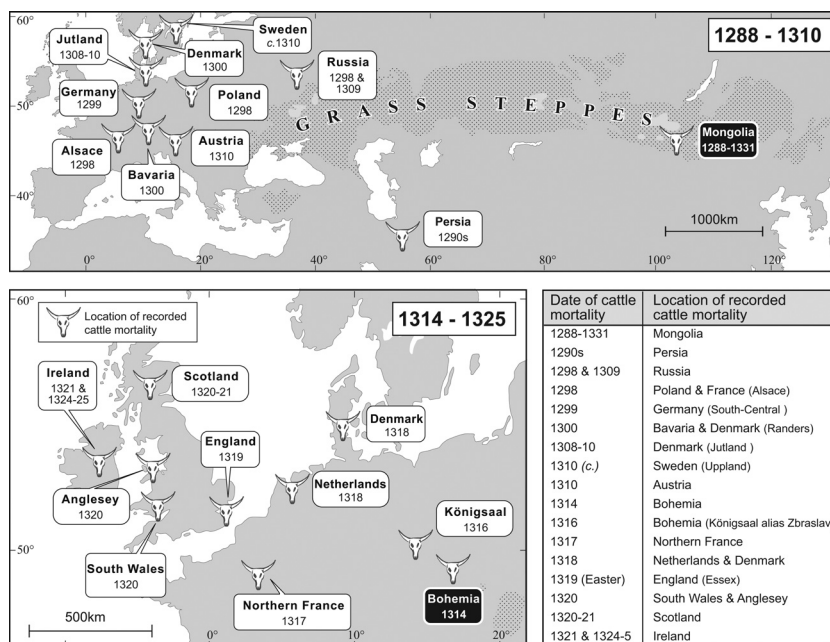 60°
Jutland
1308-10
Sweden
c.1310
Denmark
1300
Russia
1298 &
1309
1288 - 1310
Germany
1299
Poland
1298
50°
GRASS STEPPES
Mongolia
1288-1331
Alsace
1298
Austria
1310
Bavaria
1300
40°
Persia
1290s
1000km
0°
20°
40°
60°
80°
100°
120°
60°
Location of recorded
cattle mortality
1314 - 1325
Ireland
1321 &
1324-25
Scotland
1320-21
Denmark
1318
England
1319
Netherlands
1318
Anglesey
1320
Königsaal
1316
50°
South Wales
1320
Northern France
1317
Bohemia
1314
500km
0°
10°
20°
Date of cattle mortality Location of recorded cattle mortality
1288-1331 Mongolia
1290s Persia
1298 & 1309 Russia
1298 Poland & France (Alsace)
1299 Germany (South-Central )
1300 Bavaria & Denmark (Randers)
1308-10 Denmark (Jutland )
1310 (c.) Sweden (Uppland)
1310 Austria
1314 Bohemia
1316 Bohemia (Königsaal alias Zbraslav
1317 Northern France
1318 Netherlands & Denmark
1319 (Easter) England (Essex)
1320 South Wales & Anglesey
1320-21 Scotland
1321 & 1324-5 Ireland